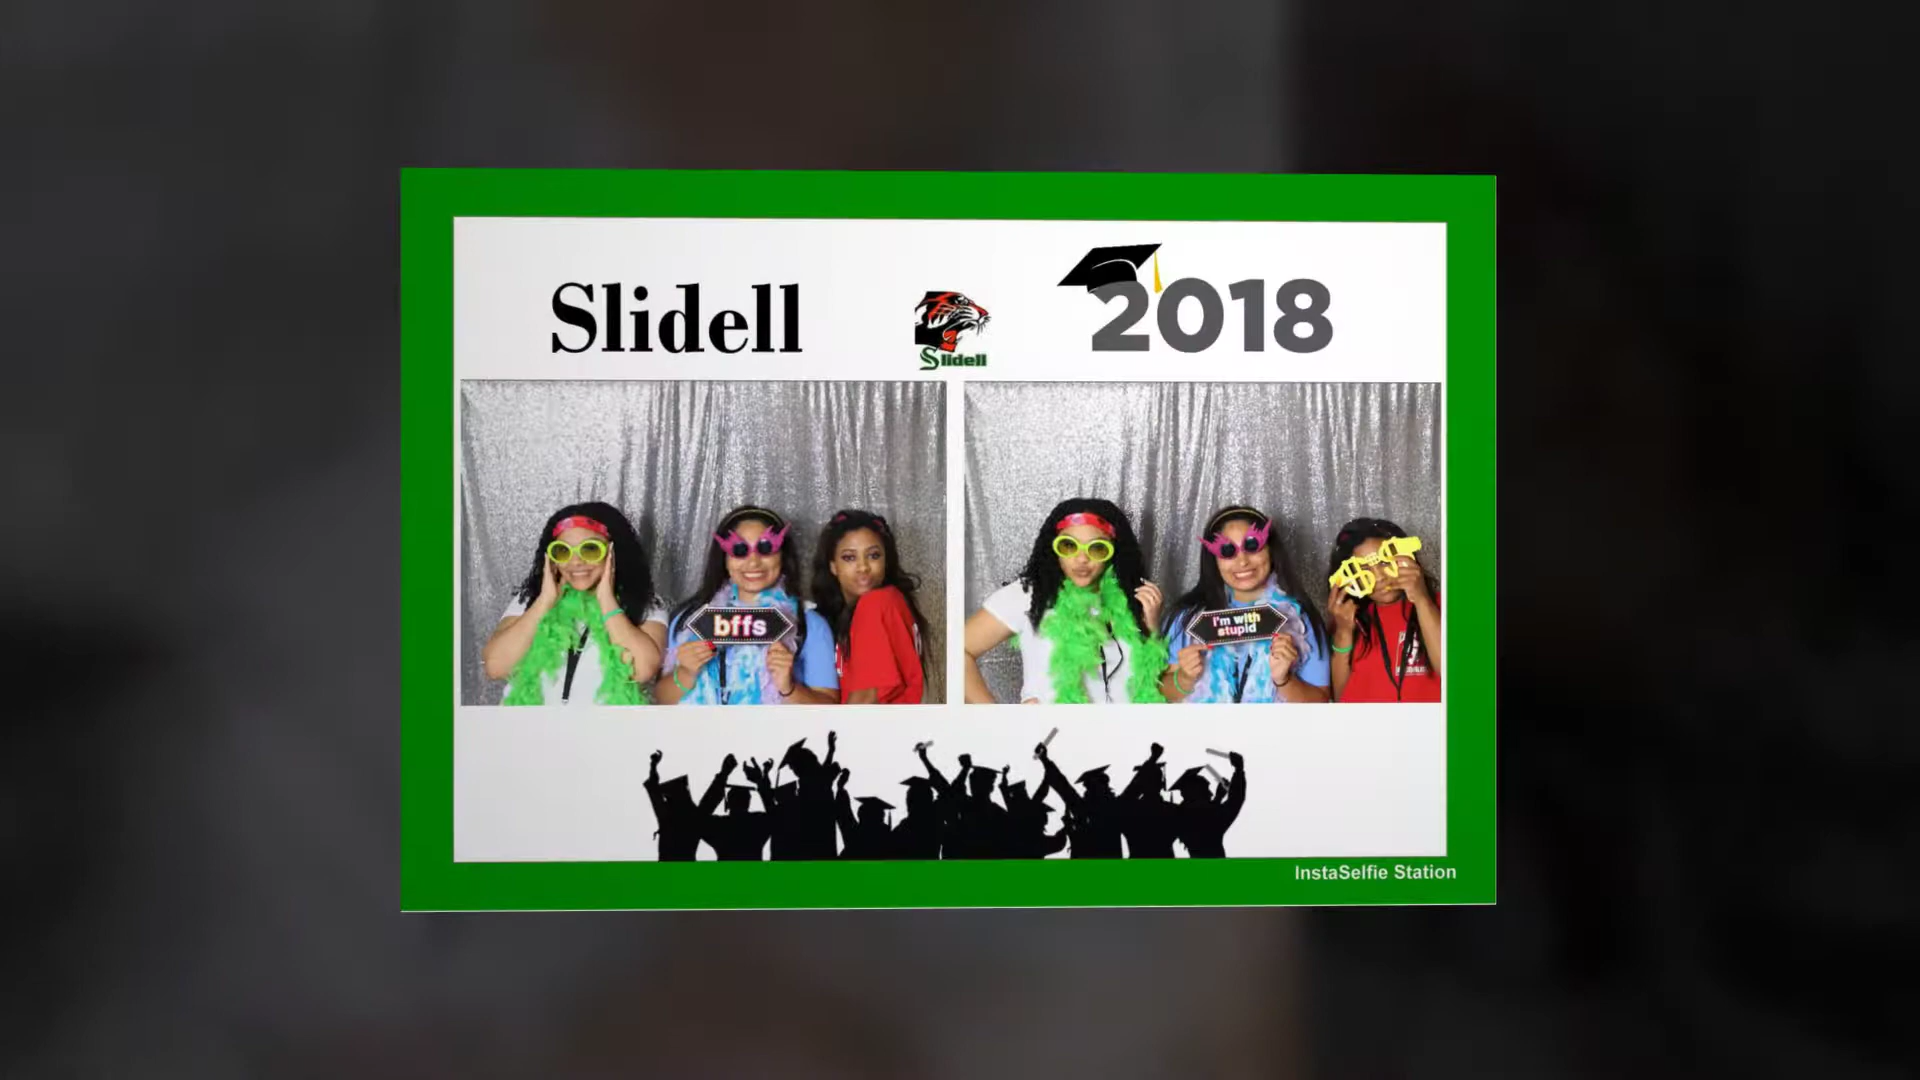 Slidell
Slidell
2018
bffs
i'm with
stupid
InstaSelfie Station